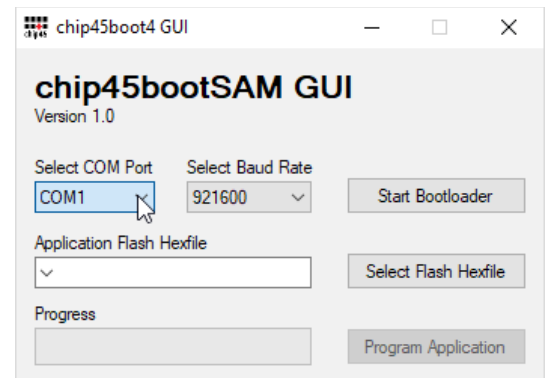 chip45 chip45boot4 GUI
chip45bootSAM GUI
Version 1.0
Select COM Port Select Baud Rate
COM1 921600 Start Bootloader
Application Flash Hexfile
Select Flash Hexfile
Progress
Program Application